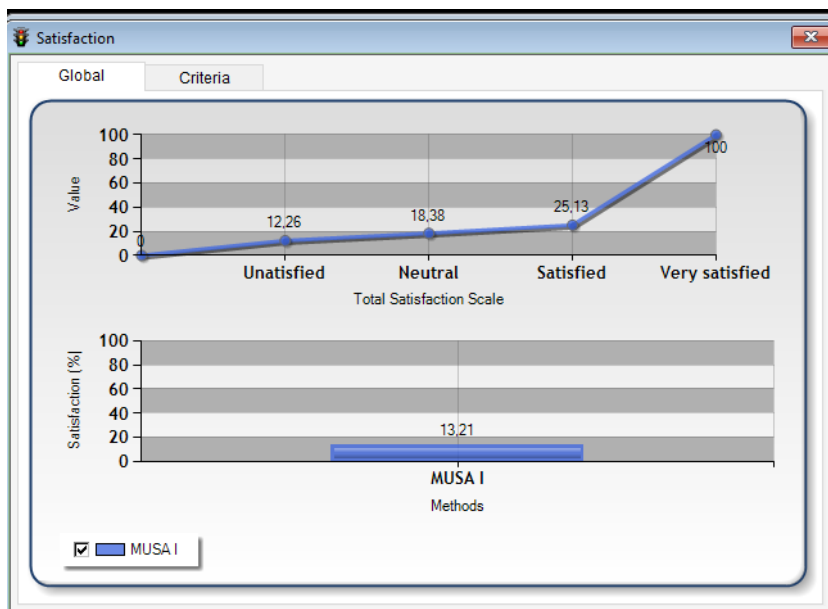 Satisfaction
Global Criteria
100
80
60
40
20
0
Value
0
12,26
18,38
25,13
100
Unatisfied Neutral Satisfied Very satisfied
Total Satisfaction Scale
100
80
60
40
20
0
Satisfaction (%)
13,21
MUSA I
Methods
MUSA I